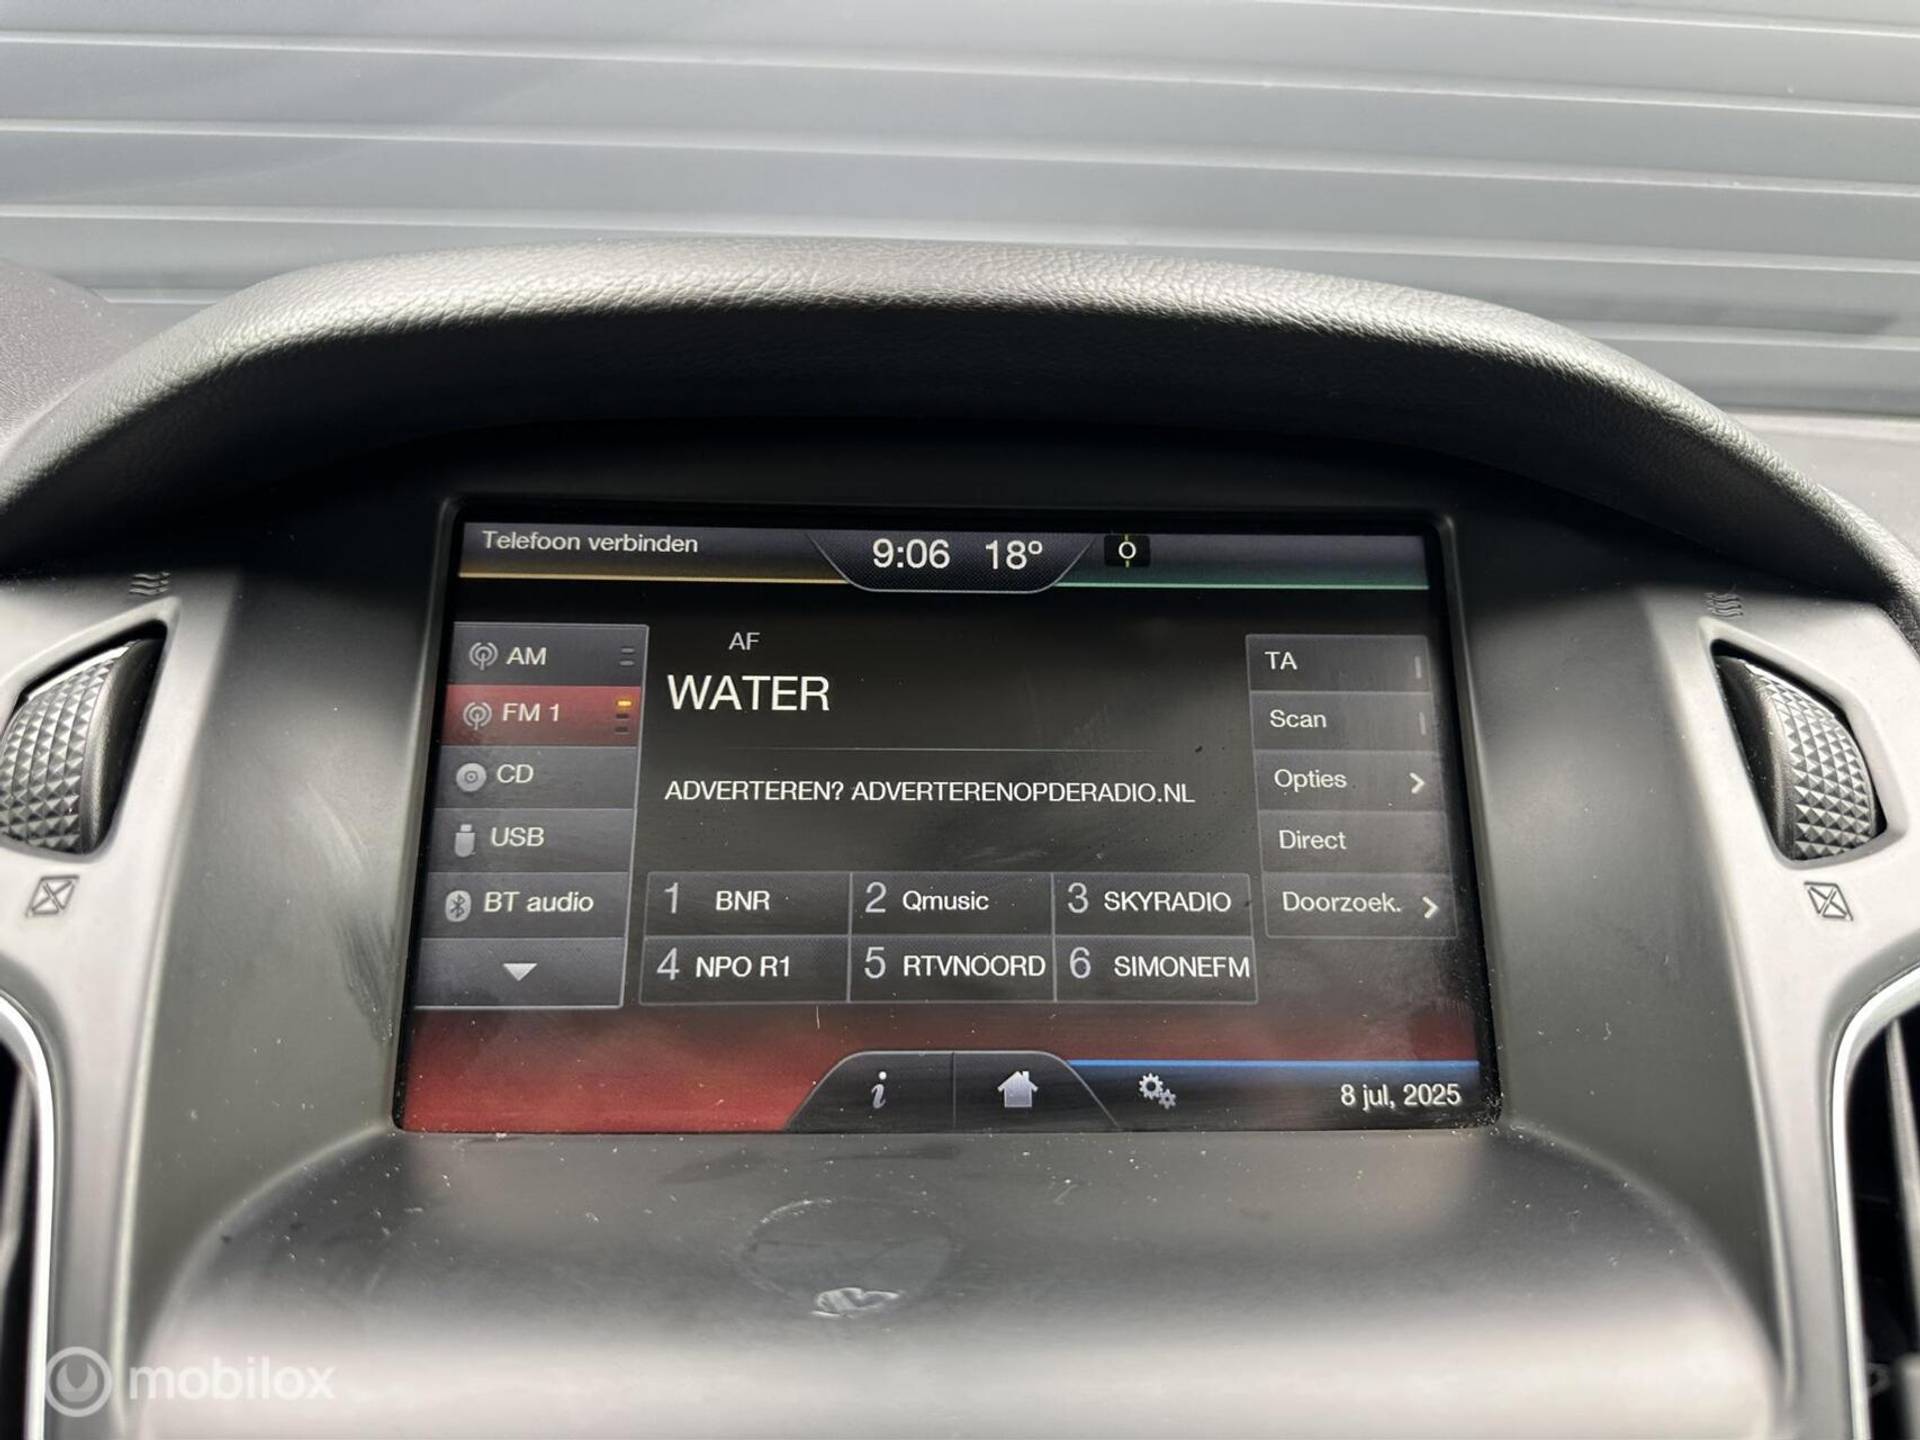 Telefoon verbinden
9:06 18°
O
AM
FM 1
CD
USB
BT audio
AF
WATER
ADVERTEREN? ADVERTERENOPDERADIO.NL
1 BNR
2 Qmusic
3 SKYRADIO
4 NPO R1
5 RTVNOORD
6 SIMONEFM
TA
Scan
Opties
Direct
Doorzoek.
i
8 jul, 2025
mobilox